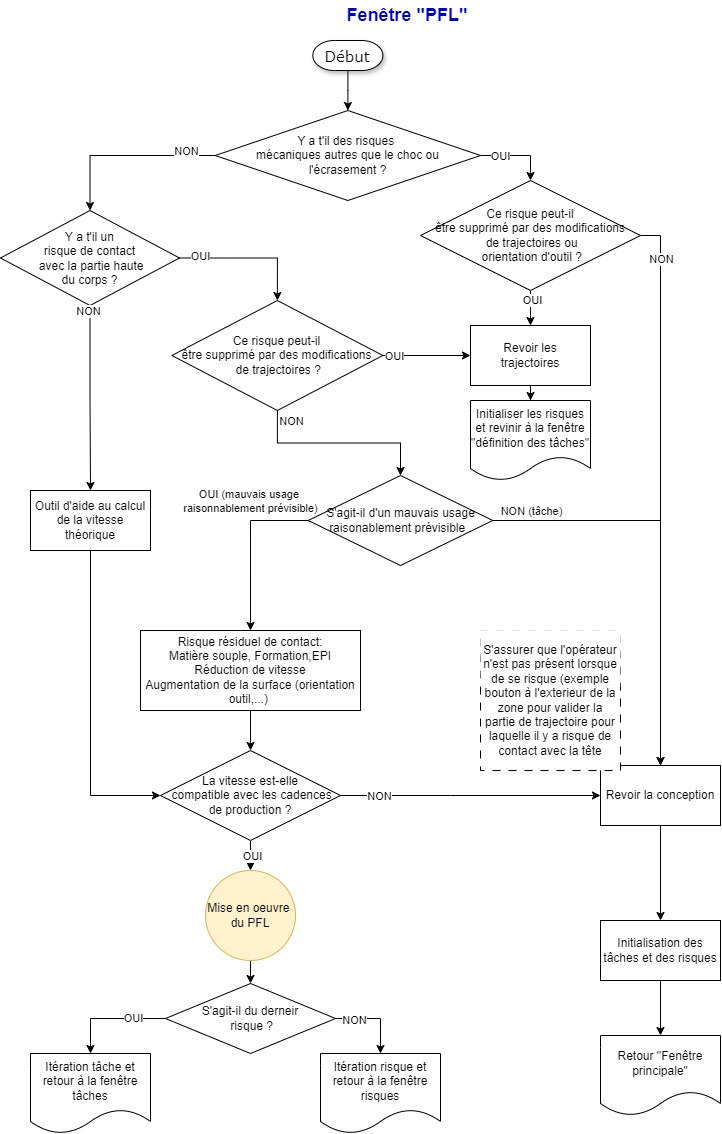 Fenêtre "PFL"
Début
Y a t'il des risques
mécaniques autres que le choc ou
l'écrasement ?
NON
OUI
Ce risque peut-il
être supprimé par des modifications
de trajectoires ou
orientation d'outil ?
Y a t'il un
risque de contact
avec la partie haute
du corps ?
OUI
NON
OUI
NON
Ce risque peut-il
être supprimé par des modifications
de trajectoires ?
OUI
Revoir les
trajectoires
NON
Initialiser les risques
et revinir à la fenêtre
"définition des tâches"
Outil d'aide au calcul
de la vitesse
théorique
OUI (mauvais usage
raisonnablement prévisible)
S'agit-il d'un mauvais usage
raisonablement prévisible
NON (tâche)
Risque résiduel de contact:
Matière souple, Formation,EPI
Réduction de vitesse
Augmentation de la surface (orientation
outil,...)
S'assurer que l'opérateur
n'est pas présent lorsque
de se risque (exemple
bouton à l'exterieur de la
zone pour valider la
partie de trajectoire pour
laquelle il y a risque de
contact avec la tête
La vitesse est-elle
compatible avec les cadences
de production ?
NON
Revoir la conception
OUI
Mise en oeuvre
du PFL
Initialisation des
tâches et des risques
S'agit-il du derneir
risque ?
OUI
NON
Itération tâche et
retour à la fenêtre
tâches
Itération risque et
retour à la fenêtre
risques
Retour "Fenêtre
principale"